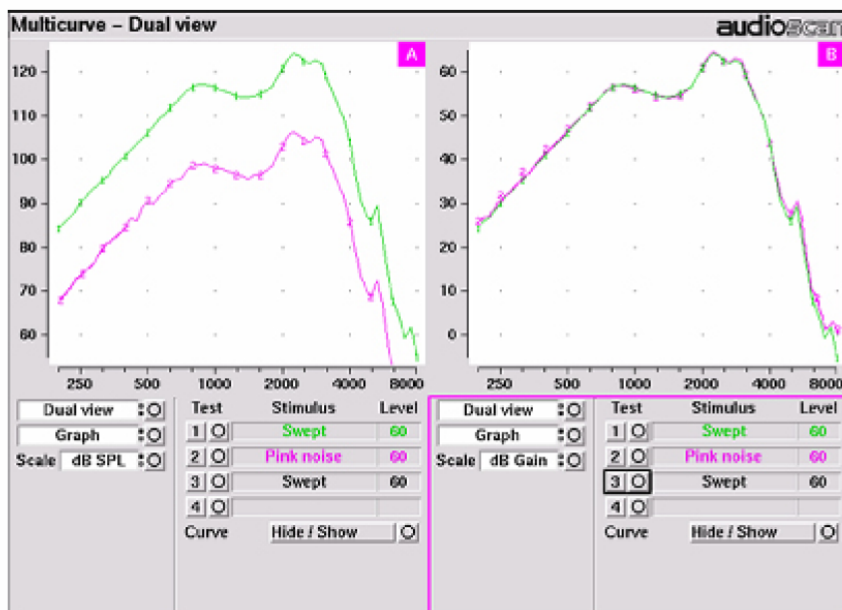 Multicurve – Dual view
audioscan
A
120
110
100
90
80
70
60
250 500 1000 2000 4000 8000
B
60
50
40
30
20
10
0
250 500 1000 2000 4000 8000
Dual view
Graph
Scale dB SPL
Test Stimulus Level
1 Swept 60
2 Pink noise 60
3 Swept 60
4
Curve Hide / Show
Dual view
Graph
Scale dB Gain
Test Stimulus Level
1 Swept 60
2 Pink noise 60
3 Swept 60
4
Curve Hide / Show